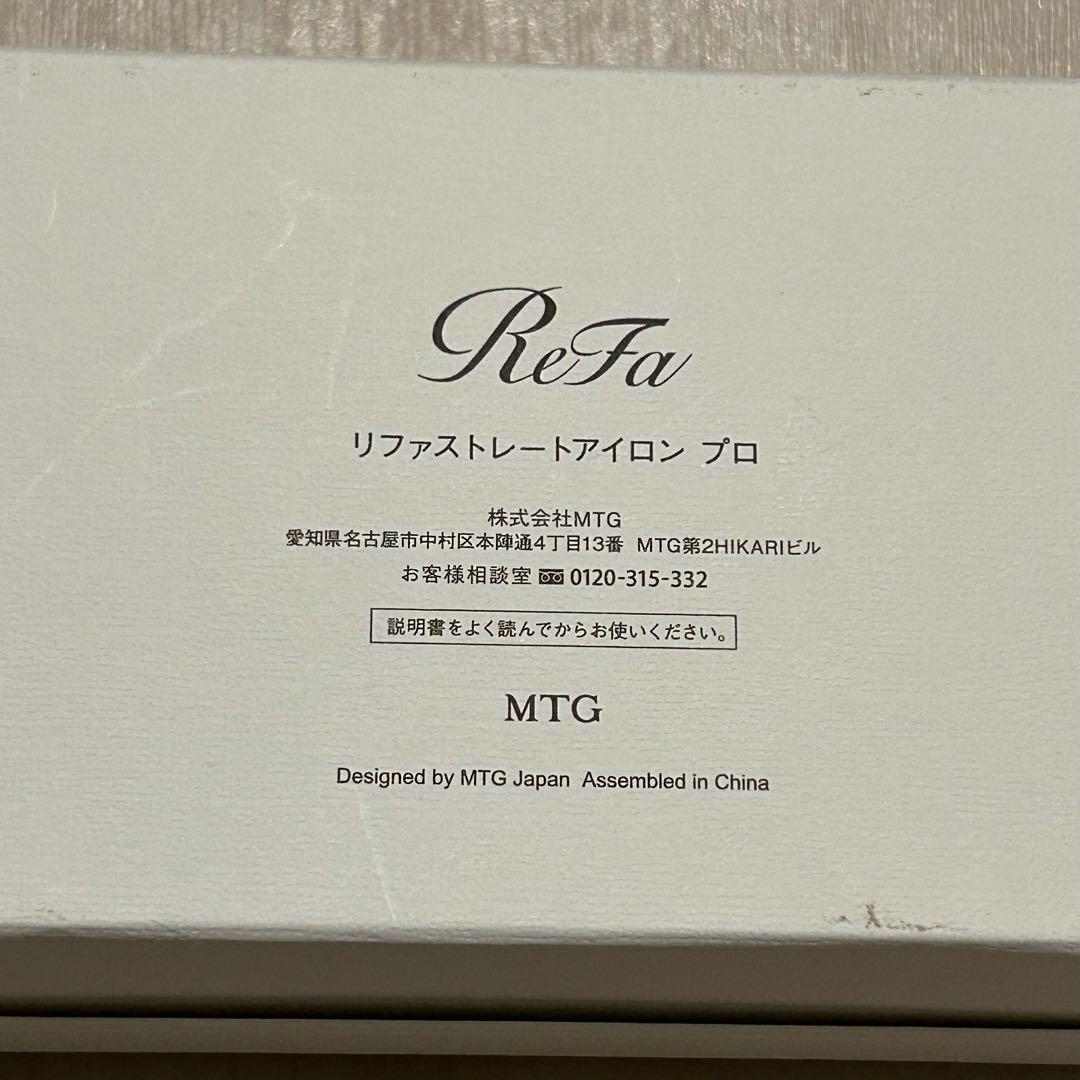 ReFa
リファストレートアイロン プロ
株式会社MTG
愛知県名古屋市中村区本陣通4丁目13番 MTG第2HIKARIビル
お客様相談室 0120-315-332
説明書をよく読んでからお使いください。
MTG
Designed by MTG Japan Assembled in China